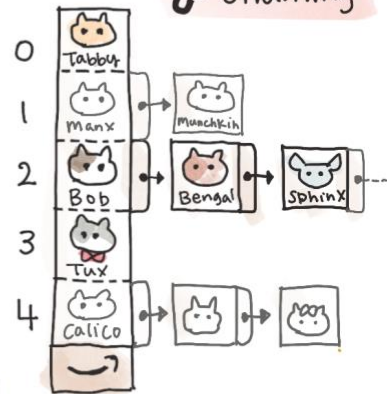 0
Tabby
1
Manx
Munchkin
2
Bob
Bengal
Sphinx
3
Tux
4
Calico